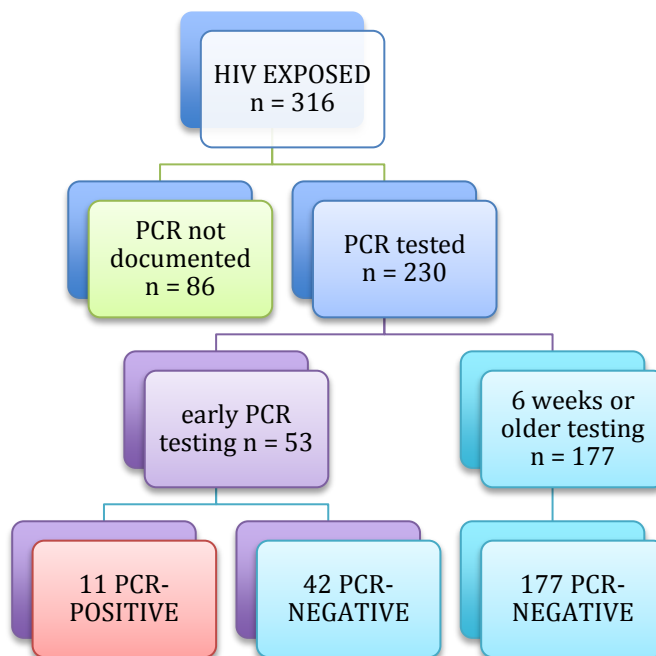 HIV EXPOSED
n = 316
PCR not
documented
n = 86
PCR tested
n = 230
early PCR
testing n = 53
6 weeks or
older testing
n = 177
11 PCR-
POSITIVE
42 PCR-
NEGATIVE
177 PCR-
NEGATIVE